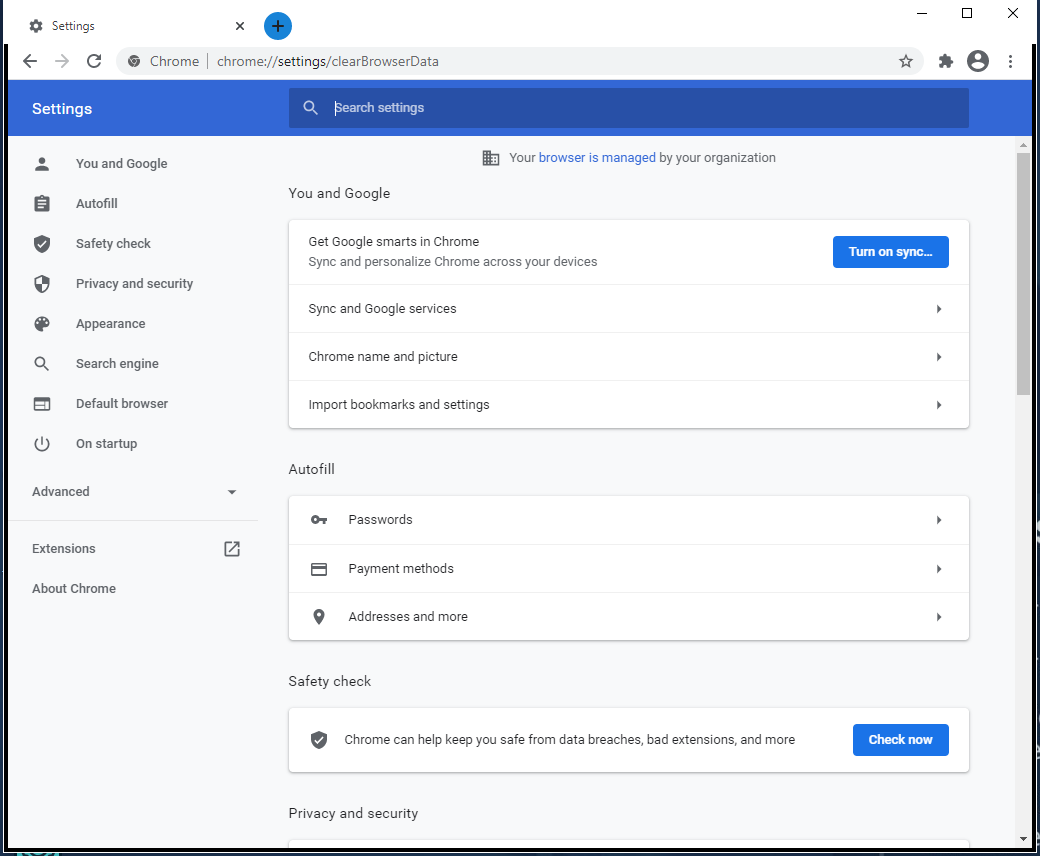 Settings
Chrome | chrome://settings/clearBrowserData
Settings
Search settings
You and Google
Autofill
Safety check
Privacy and security
Appearance
Search engine
Default browser
On startup
Advanced
Extensions
About Chrome
Your browser is managed by your organization
You and Google
Get Google smarts in Chrome
Sync and personalize Chrome across your devices
Turn on sync...
Sync and Google services
Chrome name and picture
Import bookmarks and settings
Autofill
Passwords
Payment methods
Addresses and more
Safety check
Chrome can help keep you safe from data breaches, bad extensions, and more
Check now
Privacy and security